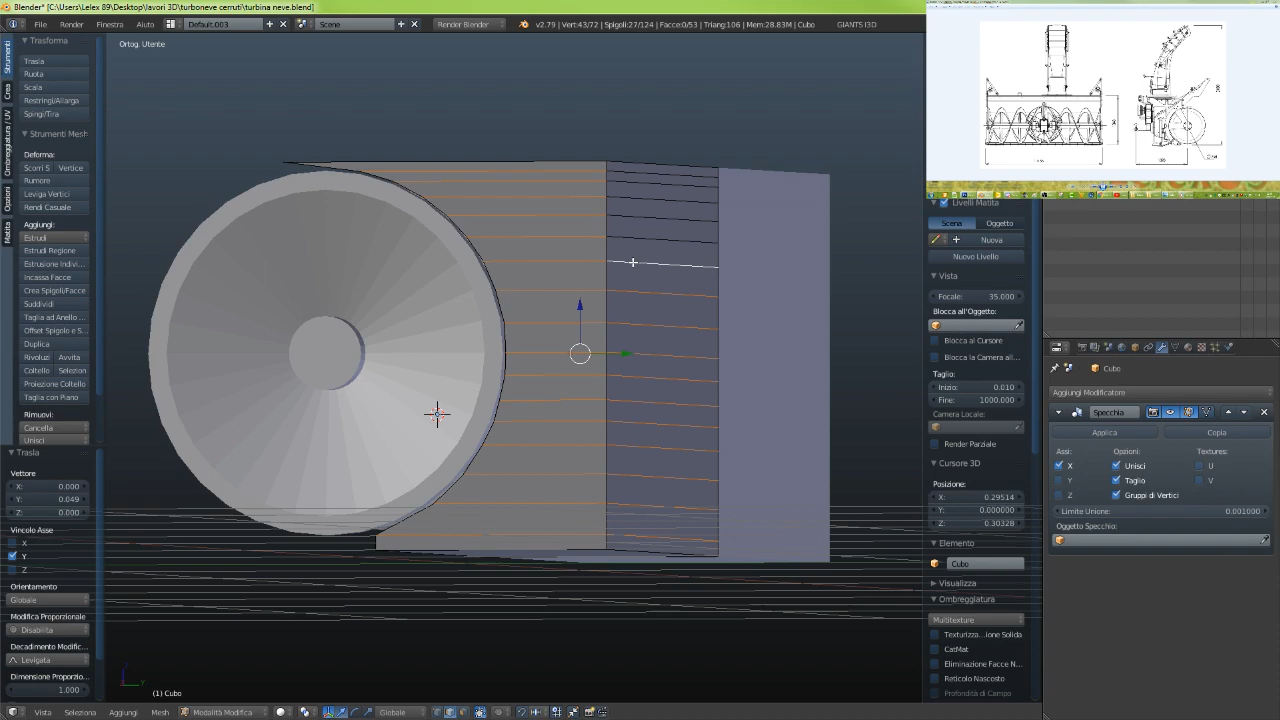 Blender* [C:\Users\Lelex 89\Desktop\lavori 3D\turboneve cerruti\turbina neve.blend]
File
Finestra
Aiuto
Default.003
Scene
Blender Render
v2.79 | Vert:43/72 | Spigoli:27/124 | Facce:0/53 | Triang:106 | Mem:28.83M | Cubo
GIANTS I3D
Strumenti
Crea
Ombreggiatura / UV
Opzioni
Matita
Trasforma
Trasla
Ruota
Scala
Restringi/Allarga
Spingi/Tira
Strumenti Mesh
Deforma:
Scorri S
Vertice
Rumore
Leviga Vertici
Rend Casuale
Aggiungi:
Estrudi
Estrudi Regione
Estrusione Indivi...
Incassa Facce
Crea Spigoli/Facce
Suddividi
Taglia ad Anello ...
Offset Spigolo e S...
Duplica
Rivoluz
Avvita
Coltello
Selezion
Proiezione Coltello
Taglia con Piano
Rimuovi:
Cancella
Unisci
Trasla
Vettore
X: 0.000
Y: 0.049
Z: 0.000
Vincolo Asse
X
Y
Z
Orientamento
Globale
Modifica Proporzionale
Disabilita
Decadimento Modific...
Levigata
Dimensione Proporzio...
1.000
Ortog. Utente
(1) Cubo
Vista
Seleziona
Aggiungi
Mesh
Modalità Modifica
Globale
Livelli Matita
Scena
Oggetto
Nuova
Nuovo Livello
Vista
Focale: 35.000
Blocca all'Oggetto:
Blocca al Cursore
Blocca la Camera all...
Taglio:
Inizio: 0.010
Fine: 1000.000
Camera Locale:
Render Parziale
Cursore 3D
Posizione:
X: 0.29514
Y: 0.000000
Z: 0.30328
Elemento
Cubo
Visualizza
Ombreggiatura
Multitexture
Texturizza...ione Solida
CatMat
Eliminazione Facce N...
Reticolo Nascosto
Profondità di Campo
Cubo
Aggiungi Modificatore
Specchia
Applica
Copia
Assi:
Opzioni:
Textures:
X
Unisci
U
Y
Taglio
V
Z
Gruppi di Vertici
Limite Unione: 0.001000
Oggetto Specchio: